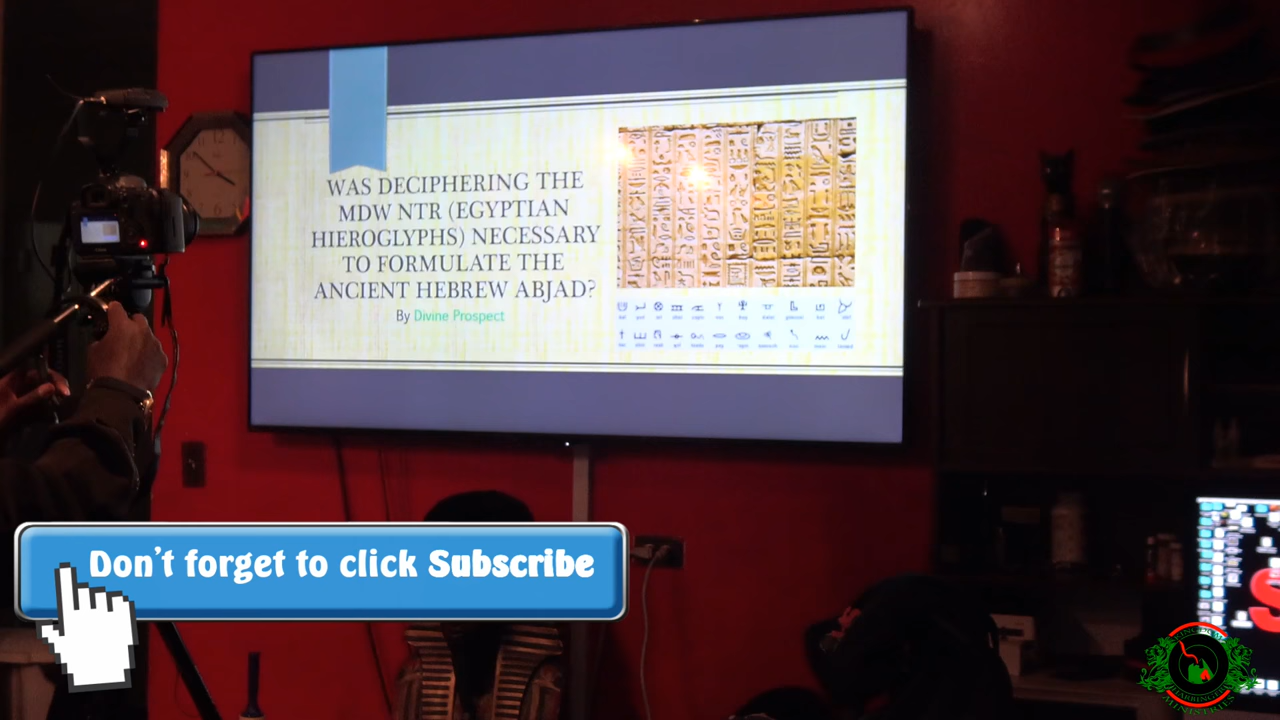 WAS DECIPHERING THE
MDW NTR (EGYPTIAN
HIEROGLYPHS) NECESSARY
TO FORMULATE THE
ANCIENT HEBREW ABJAD?
By Divine Prospect
Don't forget to click Subscribe
MINISTRIES